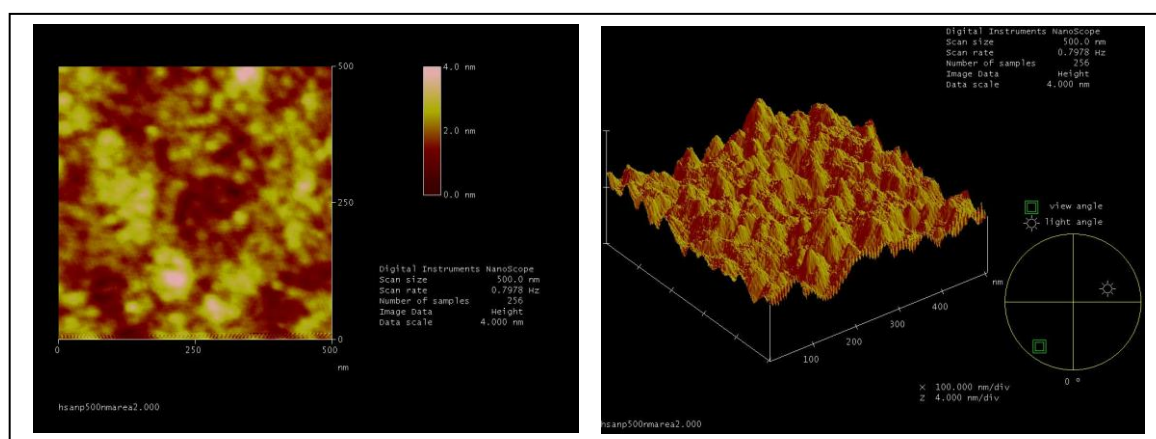 500
250
0
0
250
500
nm
4.0 nm
2.0 nm
0.0 nm
Digital Instruments NanoScope
Scan size 500.0 nm
Scan rate 0.7978 Hz
Number of samples 256
Image Data Height
Data scale 4.000 nm
hsanp500nmarea2.000
Digital Instruments NanoScope
Scan size 500.0 nm
Scan rate 0.7978 Hz
Number of samples 256
Image Data Height
Data scale 4.000 nm
view angle
light angle
nm
400
300
200
100
0 °
X 100.000 nm/div
Z 4.000 nm/div
hsanp500nmarea2.000